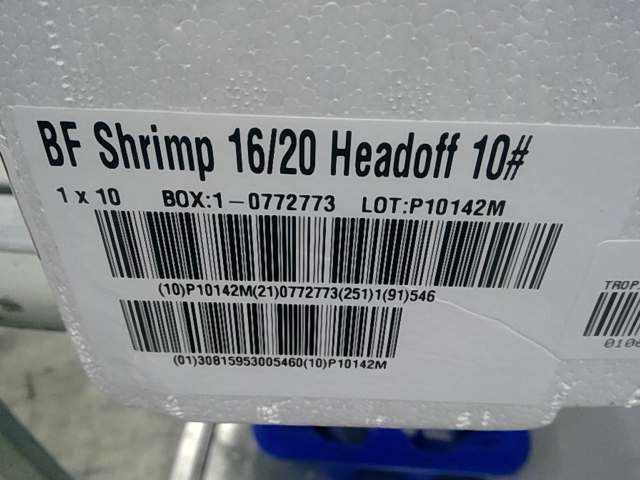 BF Shrimp 16/20 Headoff 10#
1 x 10 BOX:1-0772773 LOT:P10142M
(10)P10142M(21)0772773(251)1(91)546
(01)30815953005460(10)P10142M